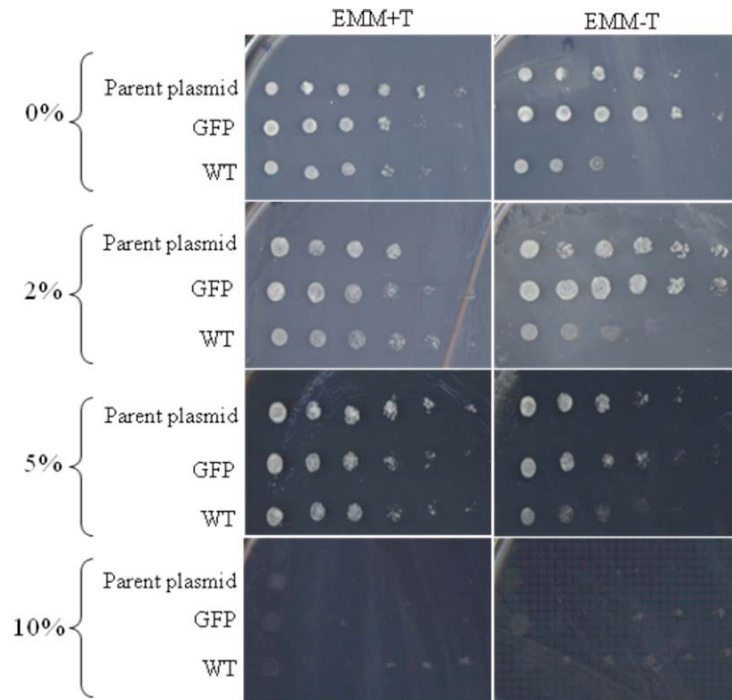 EMM+T EMM-T
Parent plasmid
0%
GFP
WT
Parent plasmid
2%
GFP
WT
Parent plasmid
5%
GFP
WT
Parent plasmid
GFP
10%
WT